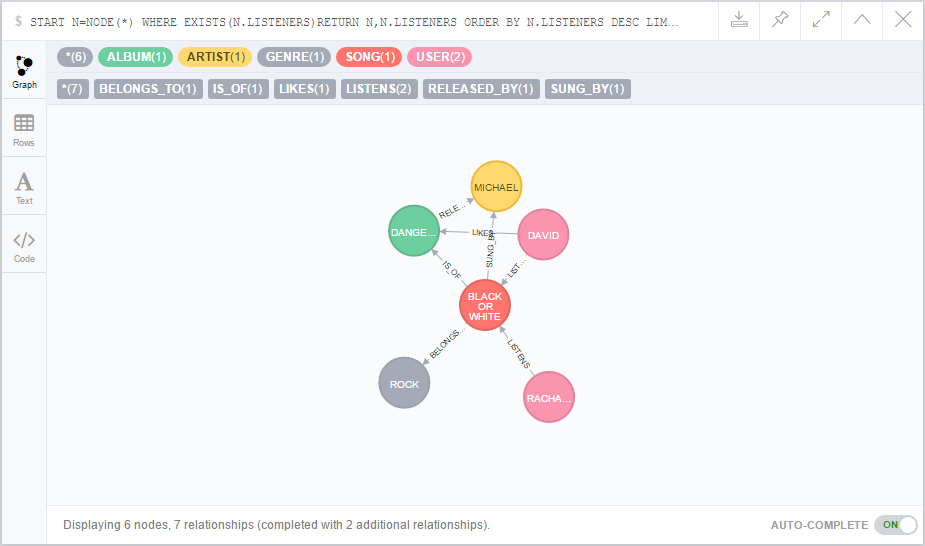 $ START N=NODE(*) WHERE EXISTS(N.LISTENERS)RETURN N,N.LISTENERS ORDER BY N.LISTENERS DESC LIM…
*(6) ALBUM(1) ARTIST(1) GENRE(1) SONG(1) USER(2)
*(7) BELONGS_TO(1) IS_OF(1) LIKES(1) LISTENS(2) RELEASED_BY(1) SUNG_BY(1)
Graph
Rows
A
Text
</>
Code
MICHAEL
RELE…
DANGE…
LIKES
DAVID
SUNG_BY
IS_OF
LIST…
BLACK
OR
WHITE
BELONGS…
LISTENS
ROCK
RACHA…
Displaying 6 nodes, 7 relationships (completed with 2 additional relationships).
AUTO-COMPLETE ON